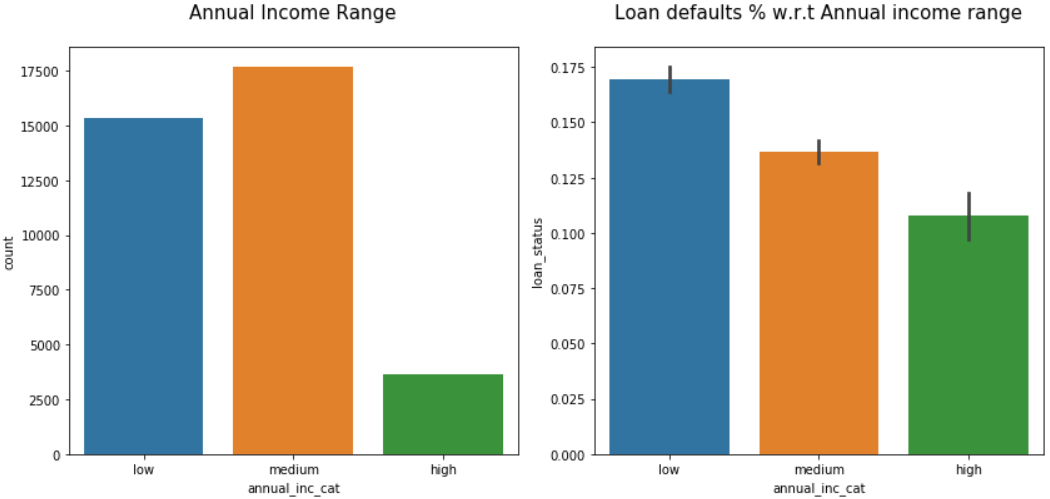 Annual Income Range
17500
15000
12500
10000
7500
5000
2500
0
count
low medium high
annual_inc_cat
Loan defaults % w.r.t Annual income range
0.175
0.150
0.125
0.100
0.075
0.050
0.025
0.000
loan_status
low medium high
annual_inc_cat